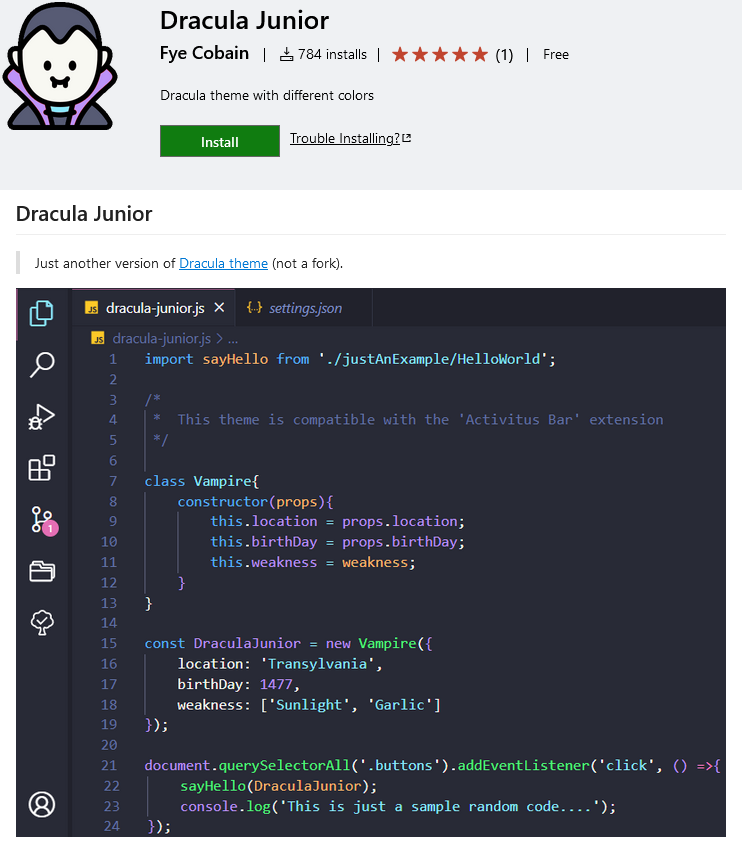 Dracula Junior
Fye Cobain | 784 installs | (1) | Free
Dracula theme with different colors
Install Trouble Installing?
Dracula Junior
Just another version of Dracula theme (not a fork).
JS dracula-junior.js × {..} settings.json
JS dracula-junior.js > ...
1 import sayHello from './justAnExample/HelloWorld';
2
3 /*
4 * This theme is compatible with the 'Activitus Bar' extension
5 */
6
7 class Vampire{
8 constructor(props){
9 this.location = props.location;
10 this.birthDay = props.birthDay;
11 this.weakness = weakness;
12 }
13 }
14
15 const DraculaJunior = new Vampire({
16 location: 'Transylvania',
17 birthDay: 1477,
18 weakness: ['Sunlight', 'Garlic']
19 });
20
21 document.querySelectorAll('.buttons').addEventListener('click', () =>{
22 sayHello(DraculaJunior);
23 console.log('This is just a sample random code....');
24 });
1